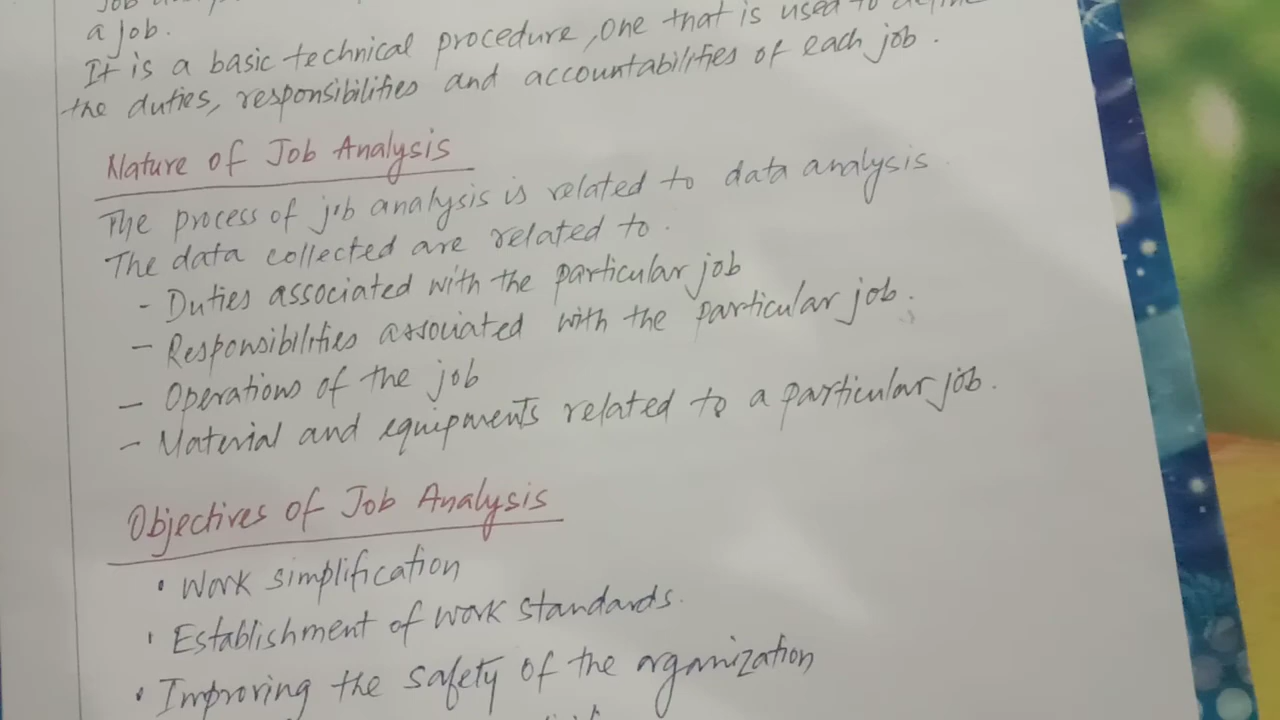 a job.
It is a basic technical procedure, one that is used to define
the duties, responsibilities and accountabilities of each job.
Nature of Job Analysis
The process of job analysis is related to data analysis
The data collected are related to.
- Duties associated with the particular job
- Responsibilities associated with the particular job.
- Operations of the job
- Material and equipments related to a particular job.
Objectives of Job Analysis
• Work simplification
• Establishment of work standards.
• Improving the safety of the organization